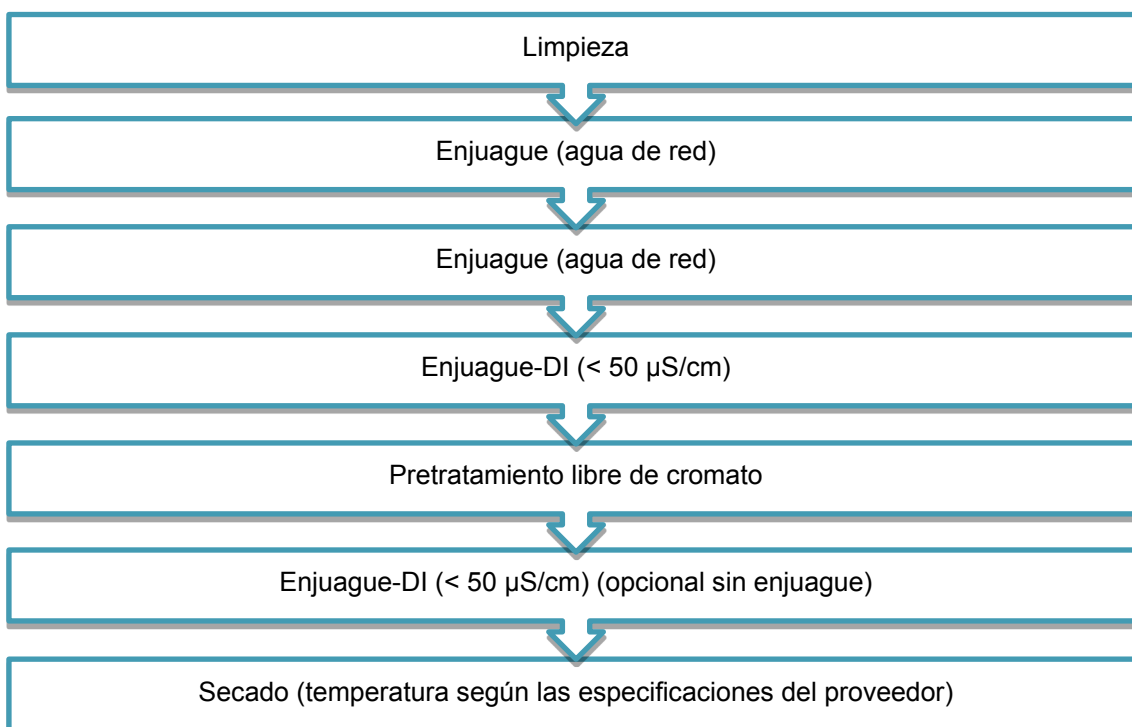 Limpieza
Enjuague (agua de red)
Enjuague (agua de red)
Enjuague-DI (< 50 µS/cm)
Pretratamiento libre de cromato
Enjuague-DI (< 50 µS/cm) (opcional sin enjuague)
Secado (temperatura según las especificaciones del proveedor)